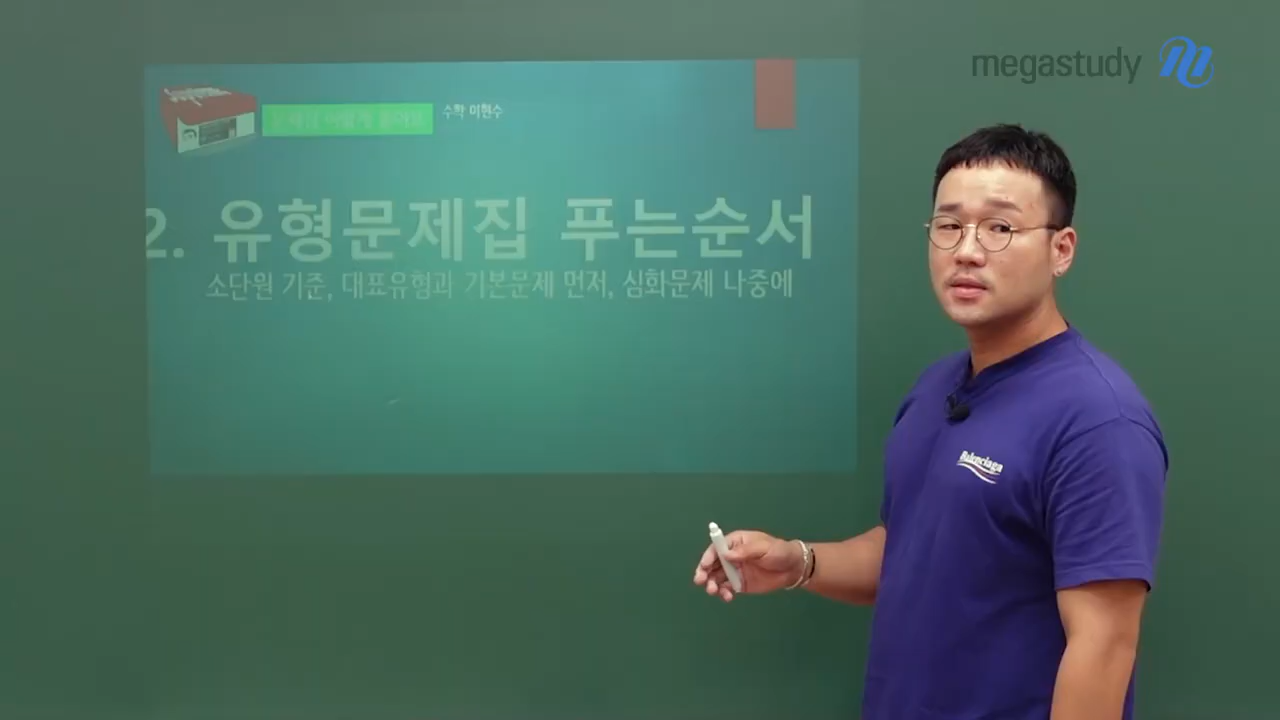 megastudy
수학 이현수
2. 유형문제집 푸는순서
소단원 기준, 대표유형과 기본문제 먼저, 심화문제 나중에
Balenciaga